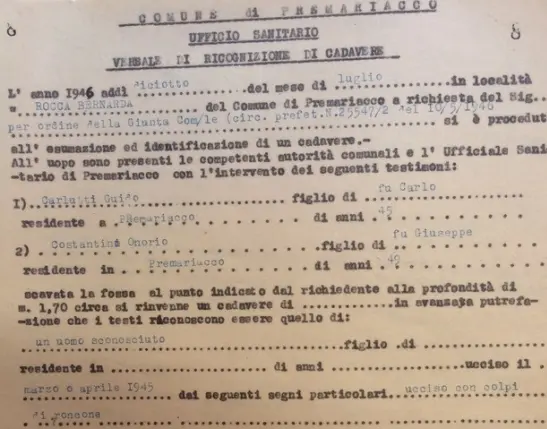 COMUNE di PREMARIACCO
UFFICIO SANITARIO
VERBALE DI RICOGNIZIONE DI CADAVERE
L' anno 1946 addì diciotto del mese di luglio in località
ROCCA BERNARDA del Comune di Premariacco a richiesta del Sig...
per ordine della Giunta Com/le (circ. prefet.N.25547/2 del 10/5/1946 si è procedut
all' esumazione ed identificazione di un cadavere.-
All' uopo sono presenti le competenti autorità comunali e l' Ufficiale Sani
-tario di Premariacco con l'intervento dei seguenti testimoni:
I) Carletti Guido figlio di fu Carlo
residente a Premariacco di anni 45
2) Costantini Onorio figlio di fu Giuseppe
residente in Premariacco di anni 49
scavata la fossa al punto indicato dal richiedente alla profondità di
m. 1,70 circa si rinvenne un cadavere di ............in avanzata putrefa-
-zione che i testi riconoscono essere quello di:
un uomo sconosciuto figlio .di
residente in .................... di anni ...........ucciso il .
marzo o aprile 1945 dai seguenti segni particolari ucciso con colpi
di roncone